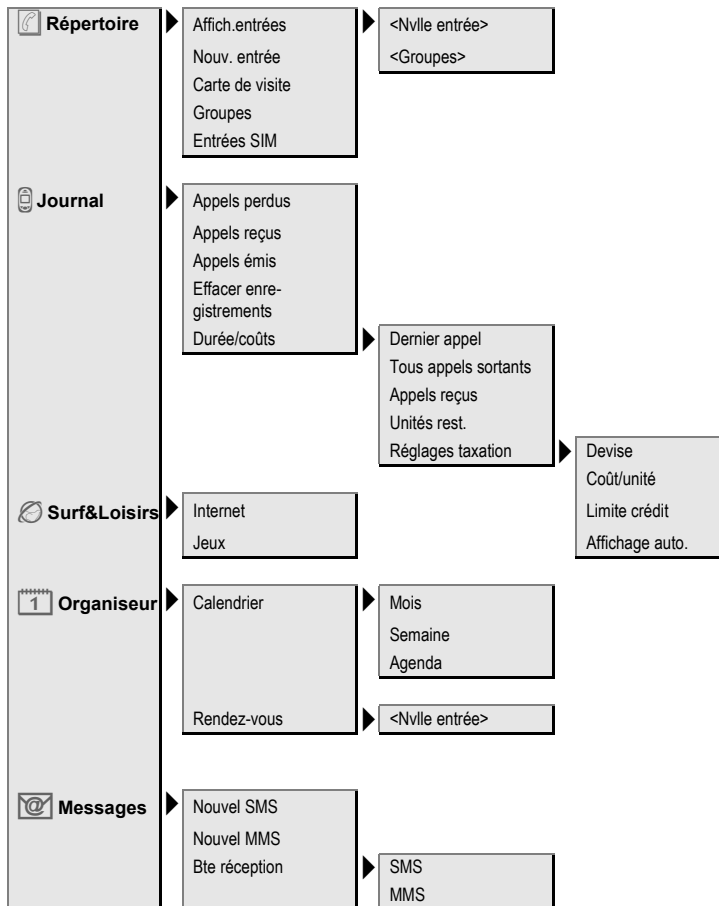 Répertoire
Affich.entrées
<Nvlle entrée>
Nouv. entrée
<Groupes>
Carte de visite
Groupes
Entrées SIM
Journal
Appels perdus
Appels reçus
Appels émis
Effacer enre-
gistrements
Durée/coûts
Dernier appel
Tous appels sortants
Appels reçus
Unités rest.
Réglages taxation
Devise
Coût/unité
Limite crédit
Affichage auto.
Surf&Loisirs
Internet
Jeux
1 Organiseur
Calendrier
Mois
Semaine
Agenda
Rendez-vous
<Nvlle entrée>
@ Messages
Nouvel SMS
Nouvel MMS
Bte réception
SMS
MMS